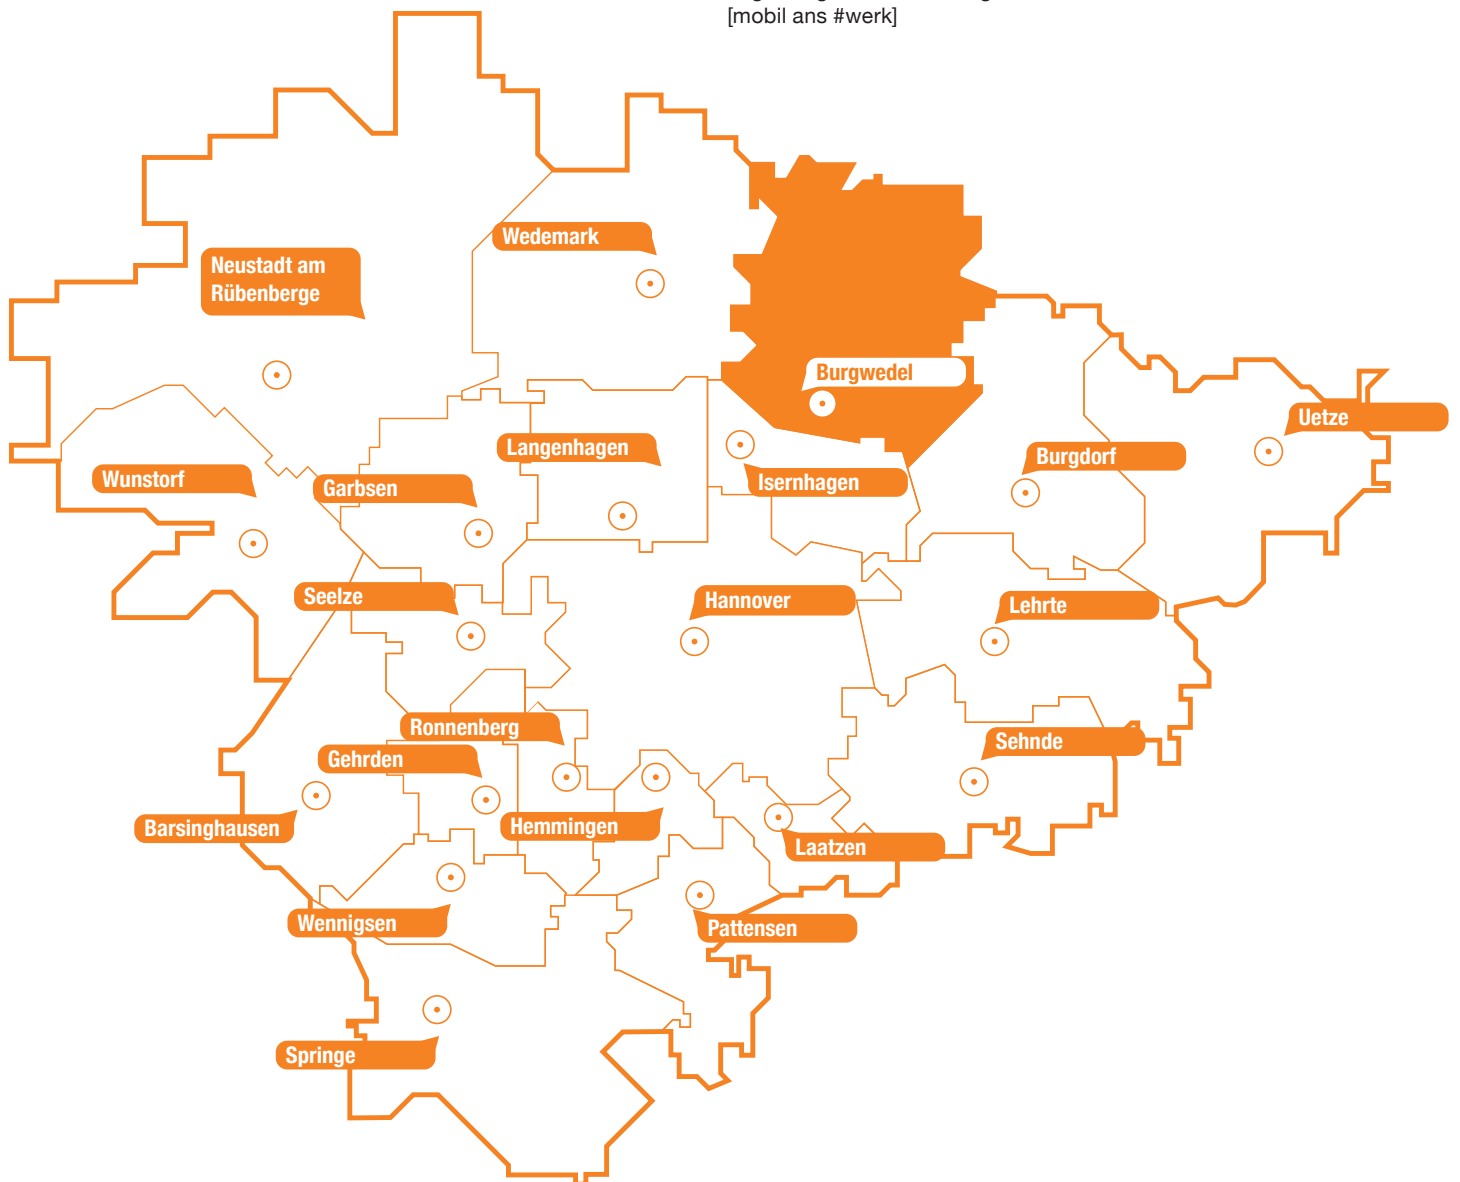 [mobil ans #werk]
Wedemark
Neustadt am
Rübenberge
Burgwedel
Uetze
Langenhagen
Burgdorf
Wunstorf
Garbsen
Isernhagen
Seelze
Hannover
Lehrte
Ronnenberg
Sehnde
Gehrden
Barsinghausen
Hemmingen
Laatzen
Wennigsen
Pattensen
Springe